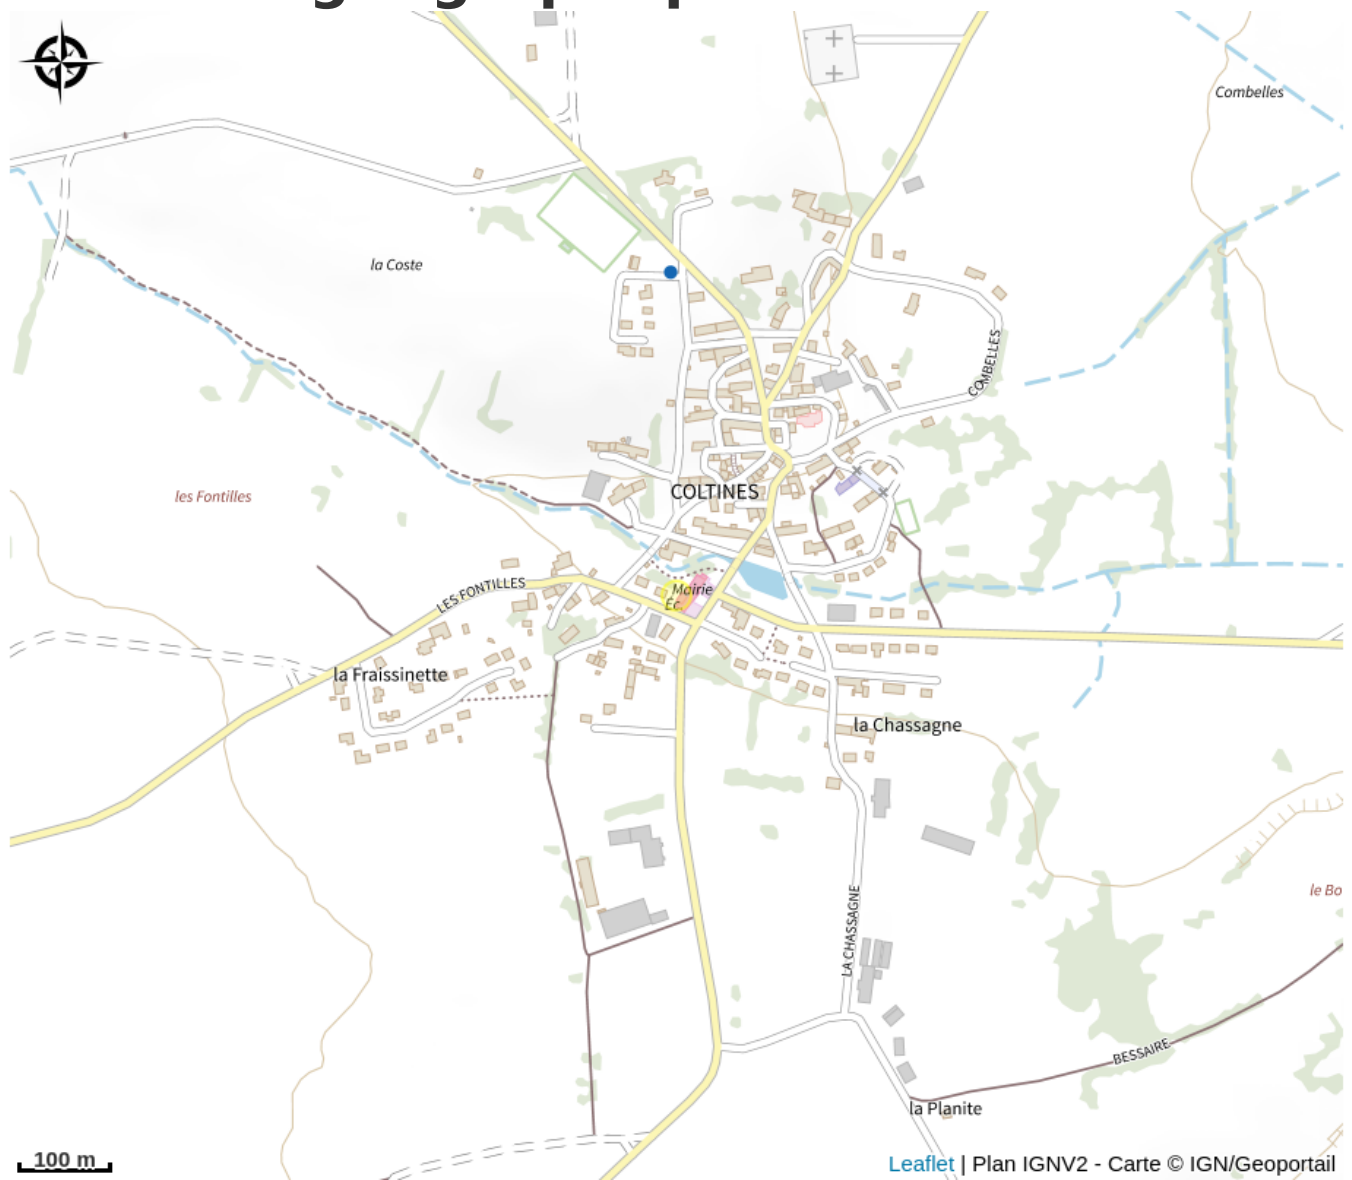 Combelles
la Coste
COMBELLES
les Fontilles
COLTINES
LES FONTILLES
Mairie
Éc.
la Fraissinette
la Chassagne
le Bo
LA CHASSAGNE
BESSAIRE
la Planite
100 m
Leaflet | Plan IGNV2 - Carte © IGN/Geoportail